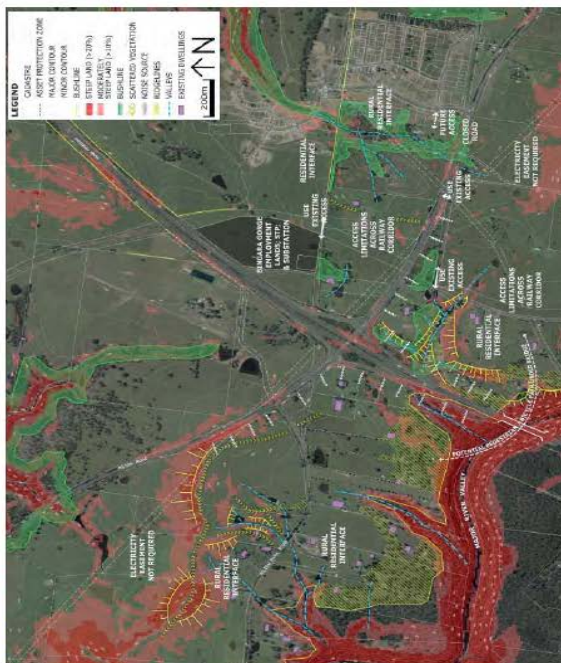 LEGEND
CADASTRE
ASSET PROTECTION ZONE
MAJOR CONTOUR
MINOR CONTOUR
BUSHLINE
STEEP LAND (>20%)
MODERATELY
STEEP LAND (>10%)
BUSHLINE
SCATTERED VEGETATION
NOISE SOURCE
RIDGELINES
VALLEYS
EXISTING DWELLINGS
200m
N
RESIDENTIAL
INTERFACE
RURAL
RESIDENTIAL
INTERFACE
BINGARA GORGE
EMPLOYMENT
LANDS, STP,
& SUBSTATION
USE
EXISTING
ACCESS
ACCESS
LIMITATIONS
ACROSS
RAILWAY
CORRIDOR
FUTURE
ACCESS
CLOSED
ROAD
USE
EXISTING
ACCESS
ELECTRICITY
EASEMENT
NOT REQUIRED
USE
EXISTING
ACCESS
ACCESS
LIMITATIONS
ACROSS
RAILWAY
CORRIDOR
RURAL
RESIDENTIAL
INTERFACE
ELECTRICITY
EASEMENT
NOT REQUIRED
RURAL
RESIDENTIAL
INTERFACE
RURAL
RESIDENTIAL
INTERFACE
MAJOR RIVER VALLEY